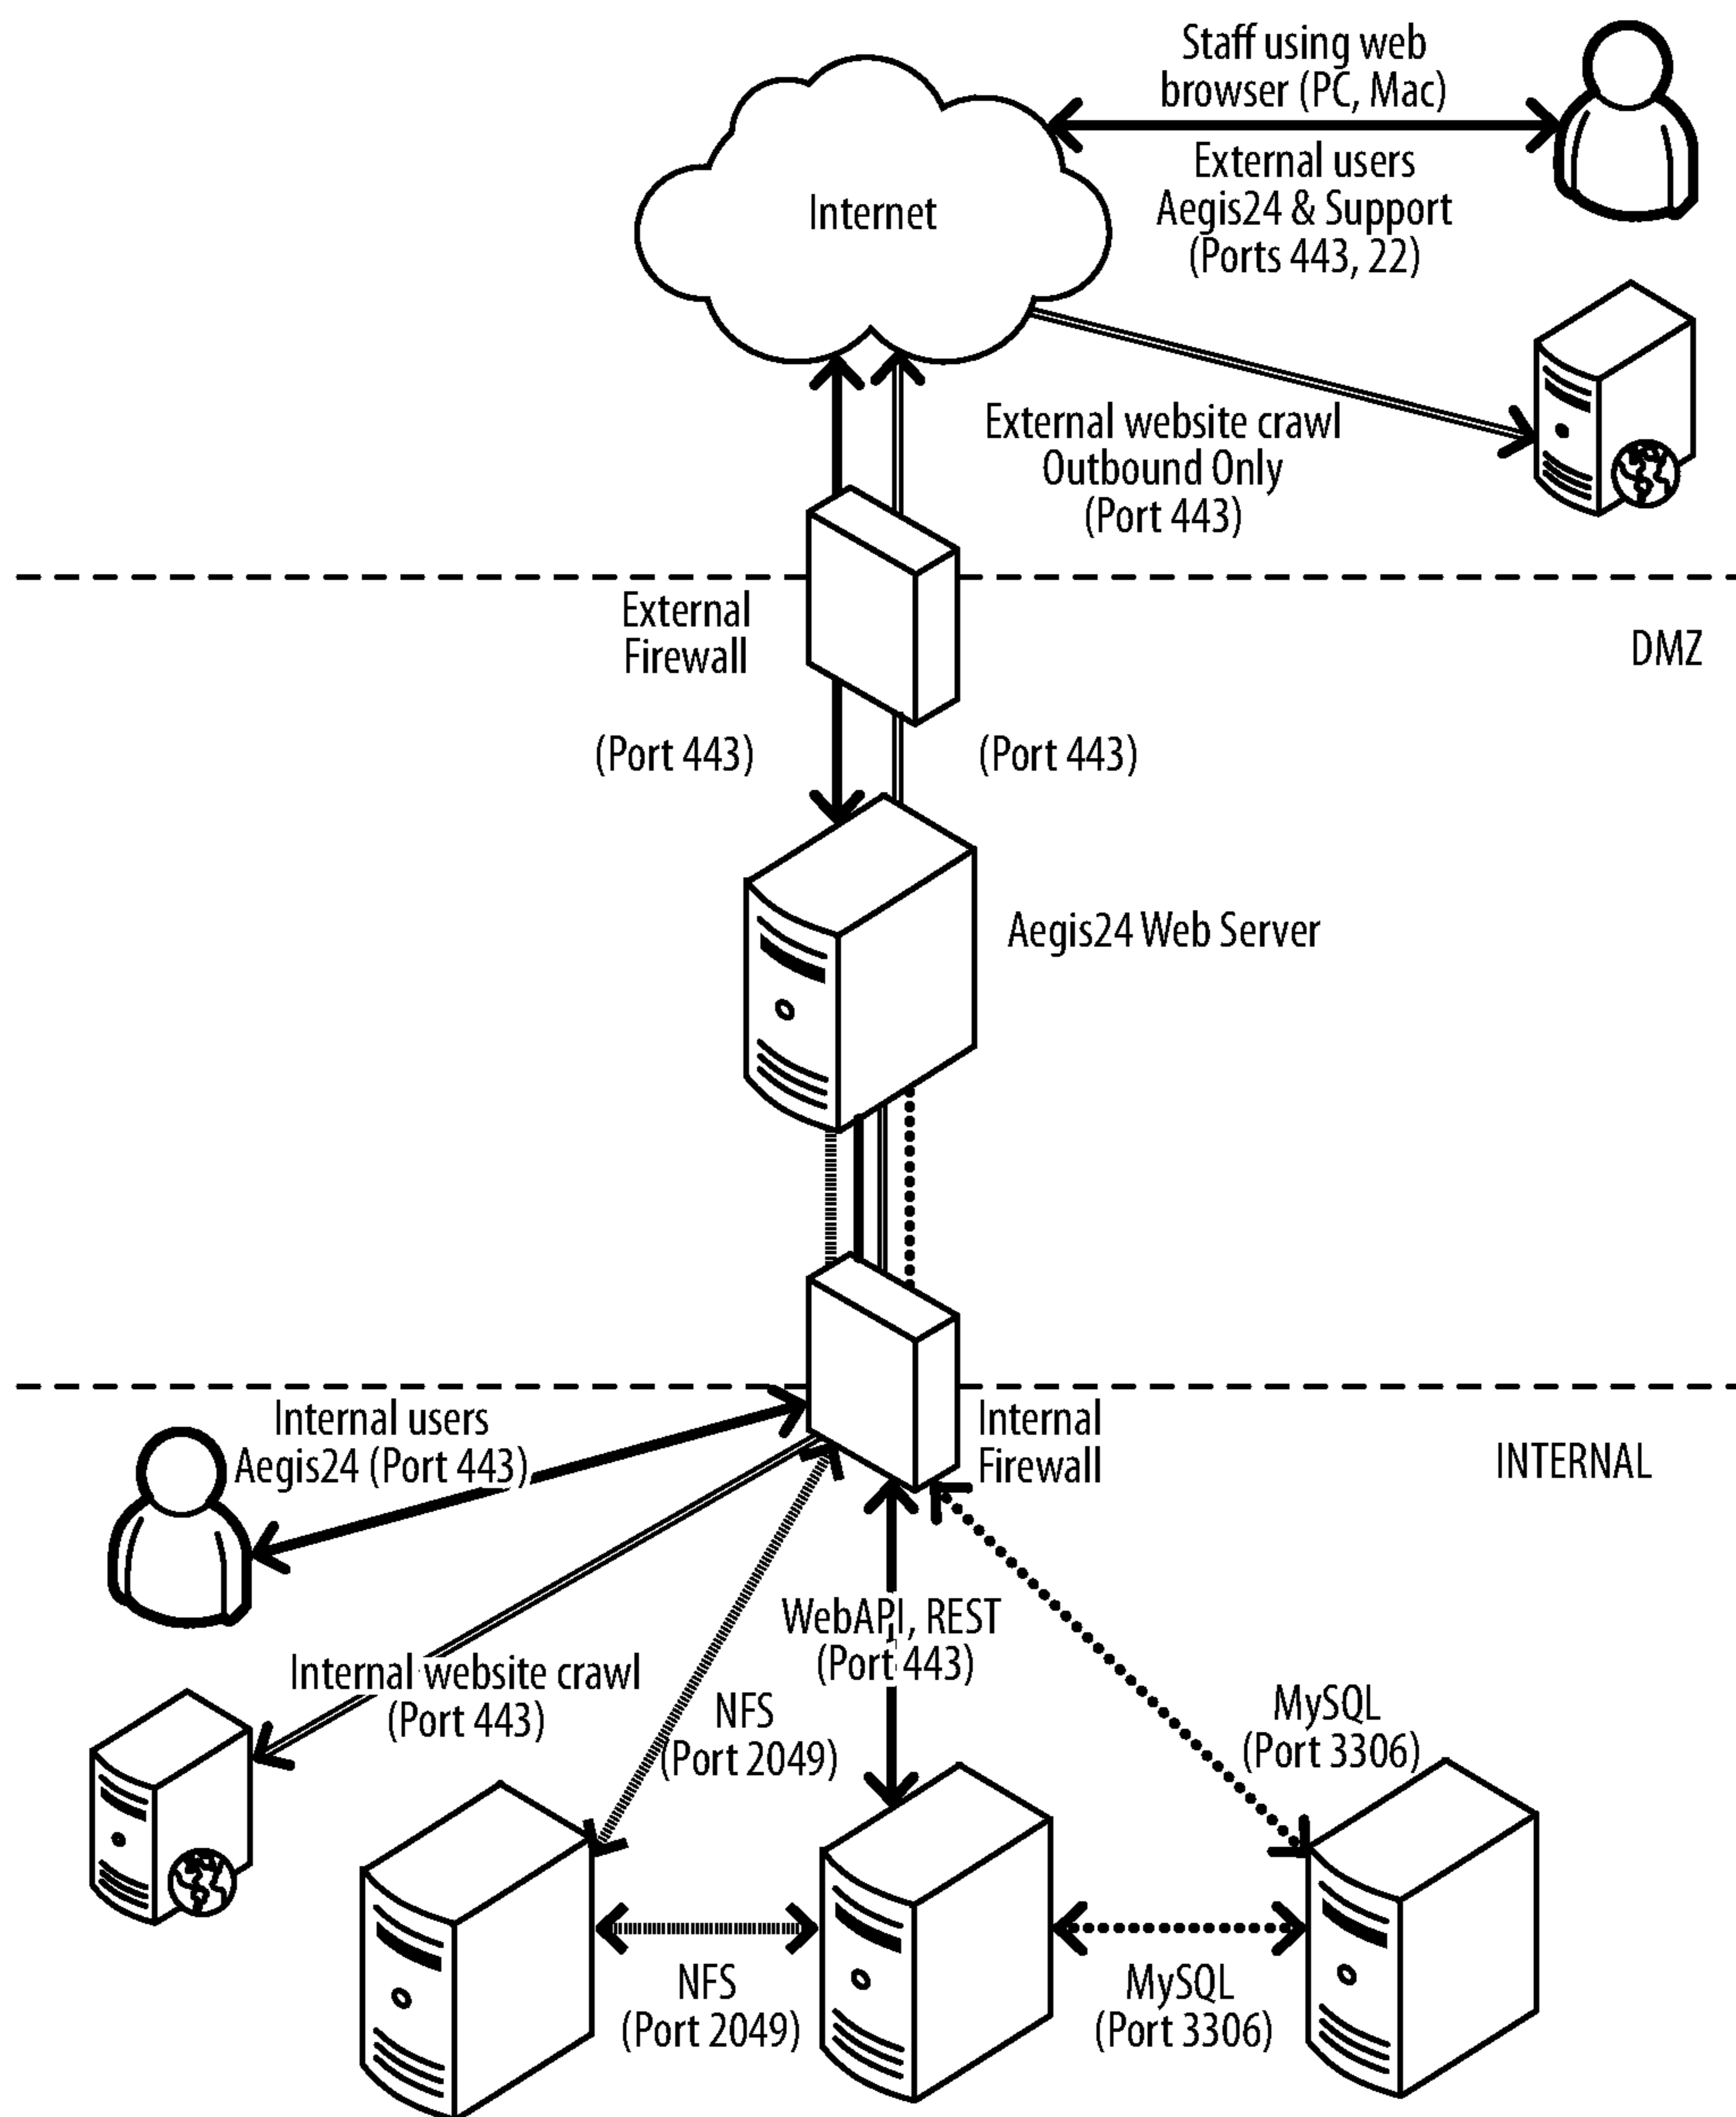 Staff using web
browser (PC, Mac)
External users
Aegis24 & Support
(Ports 443, 22)
Internet
External website crawl
Outbound Only
(Port 443)
External
Firewall
DMZ
(Port 443)
(Port 443)
Aegis24 Web Server
Internal users
Aegis24 (Port 443)
Internal
Firewall
INTERNAL
WebAPI, REST
(Port 443)
Internal website crawl
(Port 443)
NFS
(Port 2049)
MySQL
(Port 3306)
NFS
(Port 2049)
MySQL
(Port 3306)